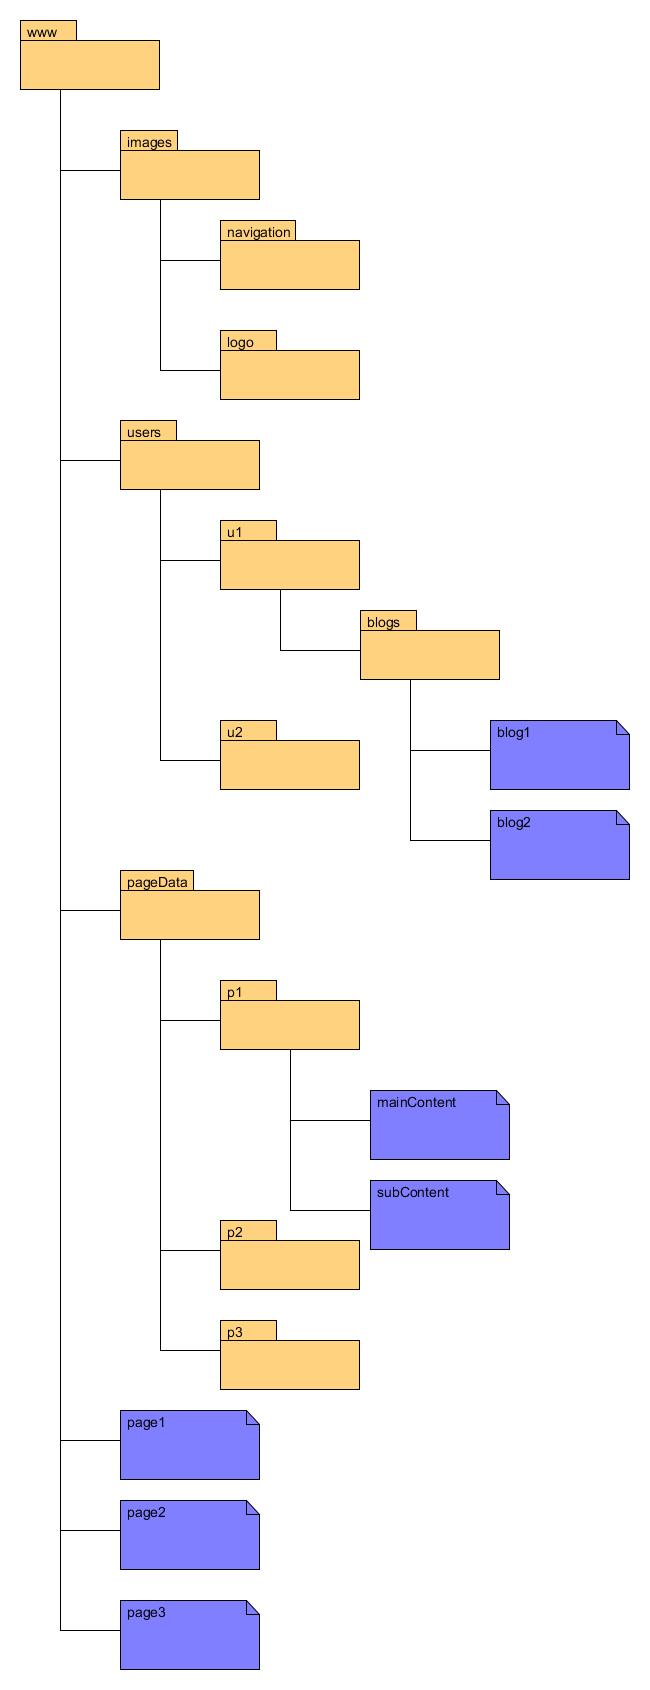 www
images
navigation
logo
users
u1
blogs
u2
blog1
blog2
pageData
p1
mainContent
subContent
p2
p3
page1
page2
page3